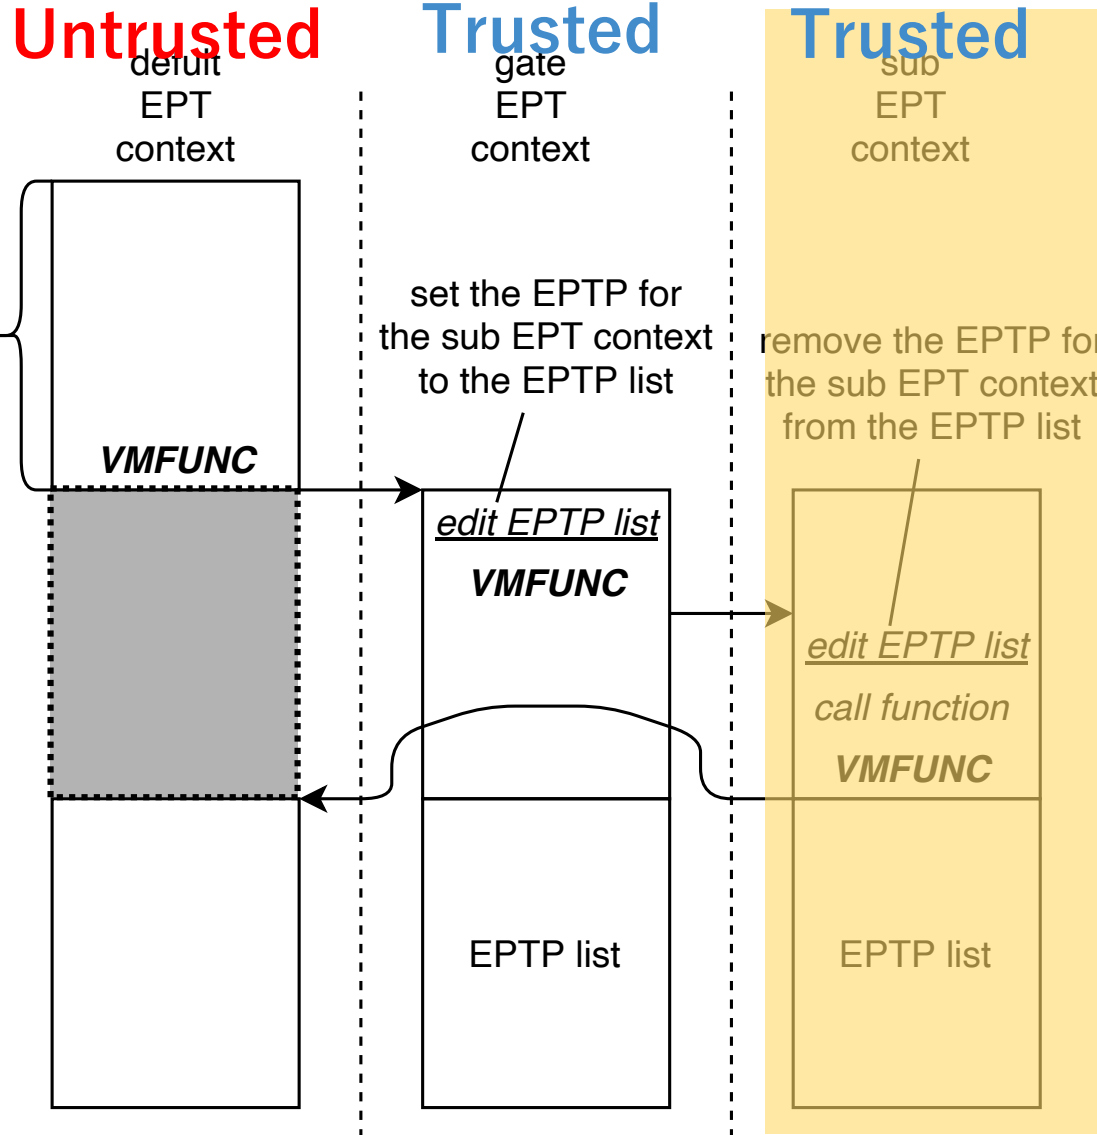 Untrusted
defult
EPT
context
VMFUNC
Trusted
gate
EPT
context
set the EPTP for
the sub EPT context
to the EPTP list
edit EPTP list
VMFUNC
EPTP list
Trusted
sub
EPT
context
remove the EPTP for
the sub EPT context
from the EPTP list
edit EPTP list
call function
VMFUNC
EPTP list